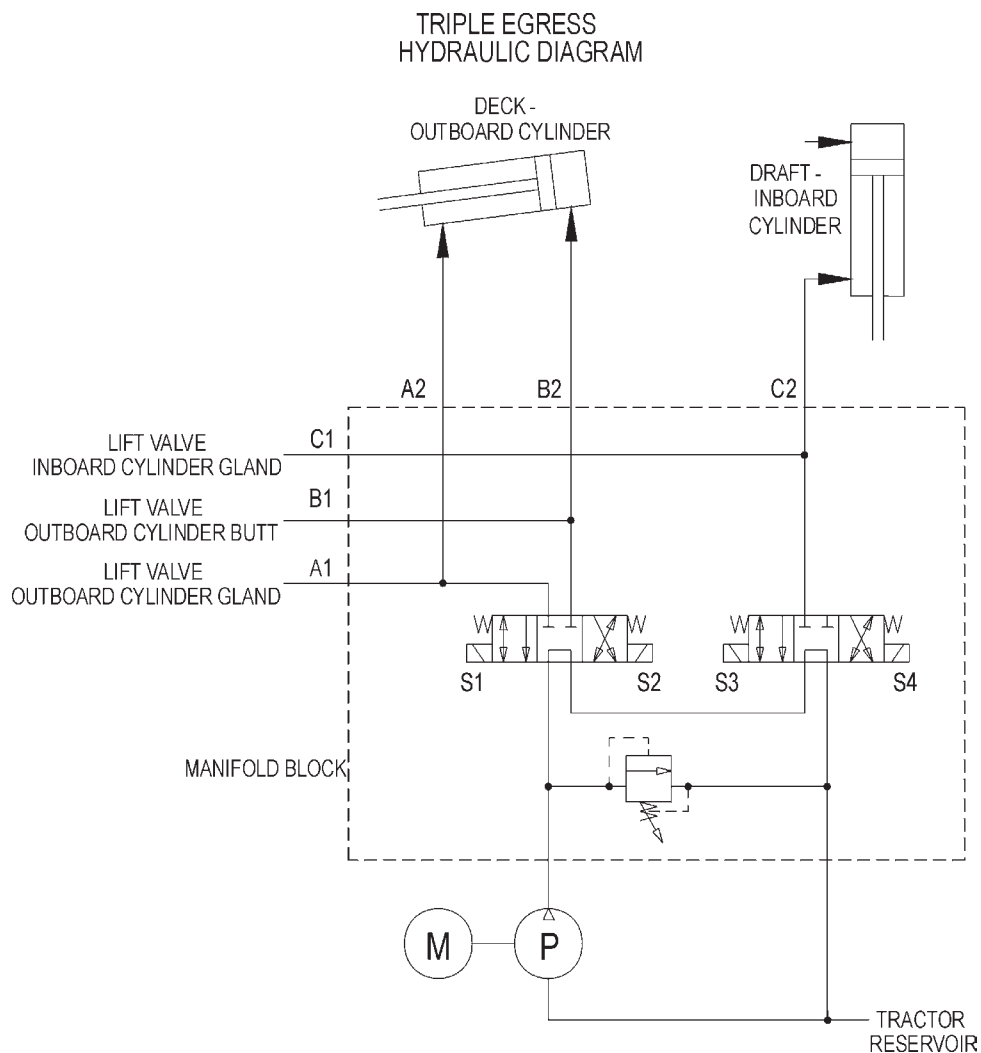 TRIPLE EGRESS
HYDRAULIC DIAGRAM
DECK -
OUTBOARD CYLINDER
DRAFT -
INBOARD
CYLINDER
A2
B2
C2
LIFT VALVE
INBOARD CYLINDER GLAND
C1
LIFT VALVE
OUTBOARD CYLINDER BUTT
B1
LIFT VALVE
OUTBOARD CYLINDER GLAND
A1
S1
S2
S3
S4
MANIFOLD BLOCK
M
P
TRACTOR
RESERVOIR